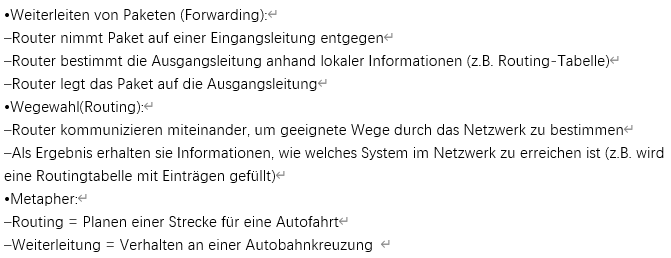 •Weiterleiten von Paketen (Forwarding):↵
–Router nimmt Paket auf einer Eingangsleitung entgegen↵
–Router bestimmt die Ausgangsleitung anhand lokaler Informationen (z.B. Routing-Tabelle)↵
–Router legt das Paket auf die Ausgangsleitung↵
•Wegewahl(Routing):↵
–Router kommunizieren miteinander, um geeignete Wege durch das Netzwerk zu bestimmen↵
–Als Ergebnis erhalten sie Informationen, wie welches System im Netzwerk zu erreichen ist (z.B. wird
eine Routingtabelle mit Einträgen gefüllt)↵
•Metapher:↵
–Routing = Planen einer Strecke für eine Autofahrt↵
–Weiterleitung = Verhalten an einer Autobahnkreuzung ↵